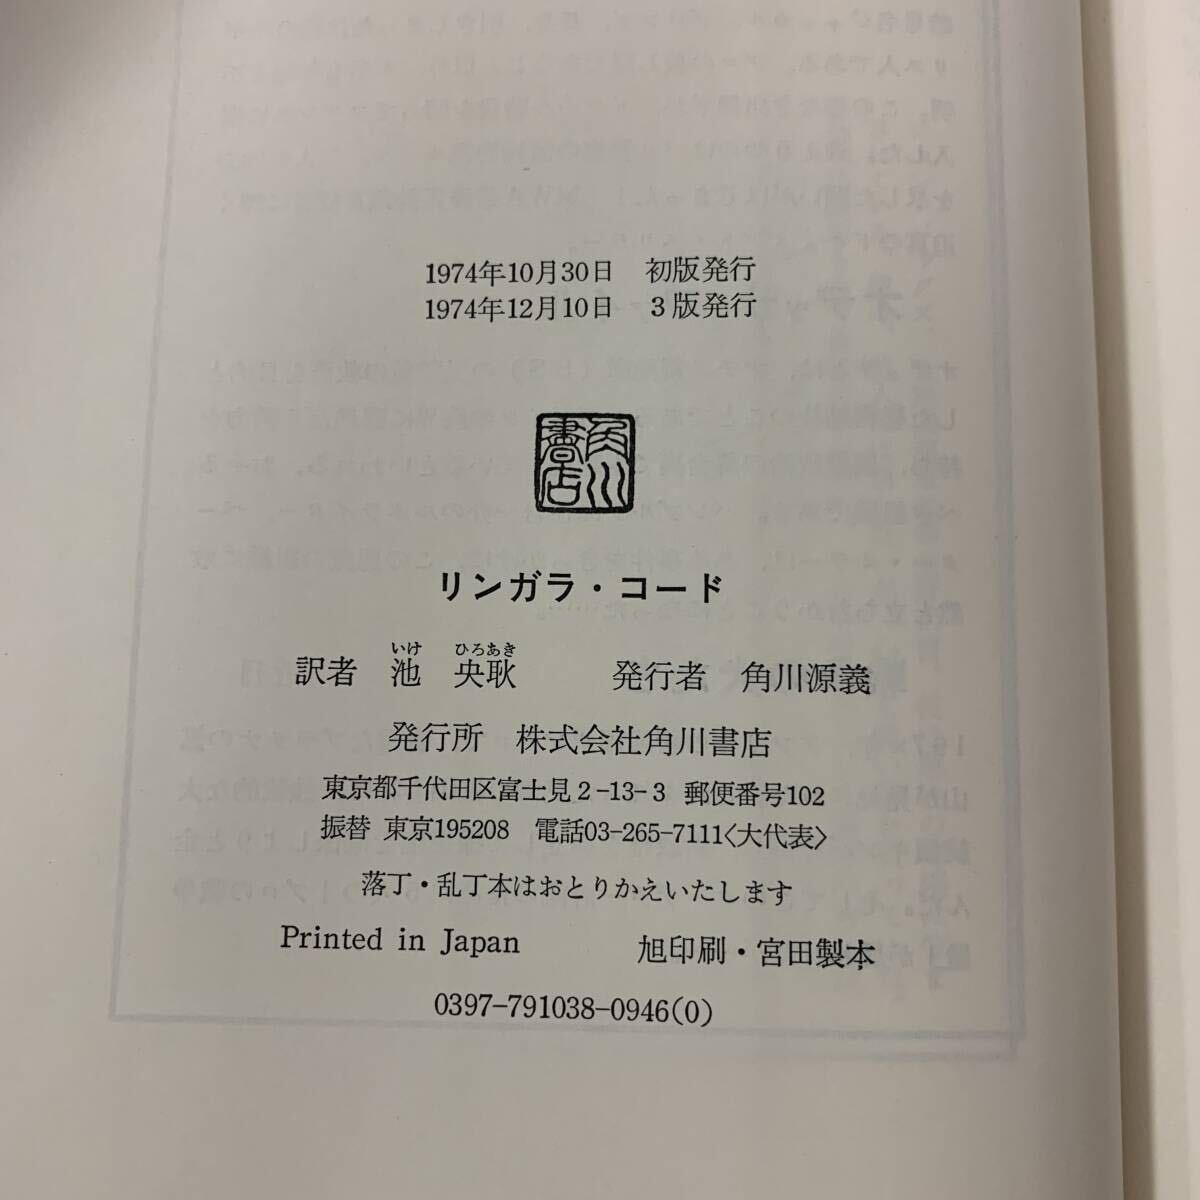 1974年10月30日　初版発行
1974年12月10日　3版発行
角川書店
リンガラ・コード
いけ　ひろあき
訳者　池　央耿　　発行者　角川源義
発行所　株式会社角川書店
東京都千代田区富士見2-13-3　郵便番号102
振替 東京195208　電話03-265-7111〈大代表〉
落丁・乱丁本はおとりかえいたします
Printed in Japan　　旭印刷・宮田製本
0397-791038-0946(0)